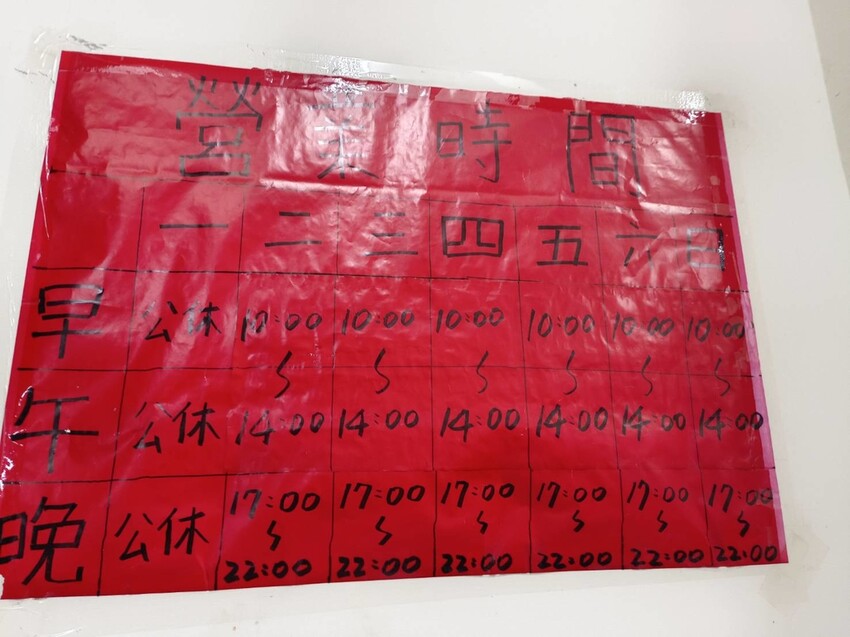 營業時間
一 二 三 四 五 六 日
早 公休 10:00 10:00 10:00 10:00 10:00 10:00
~ ~ ~ ~ ~ ~
午 公休 14:00 14:00 14:00 14:00 14:00 14:00
晚 公休 17:00 17:00 17:00 17:00 17:00 17:00
~ ~ ~ ~ ~ ~
22:00 22:00 22:00 22:00 22:00 22:00